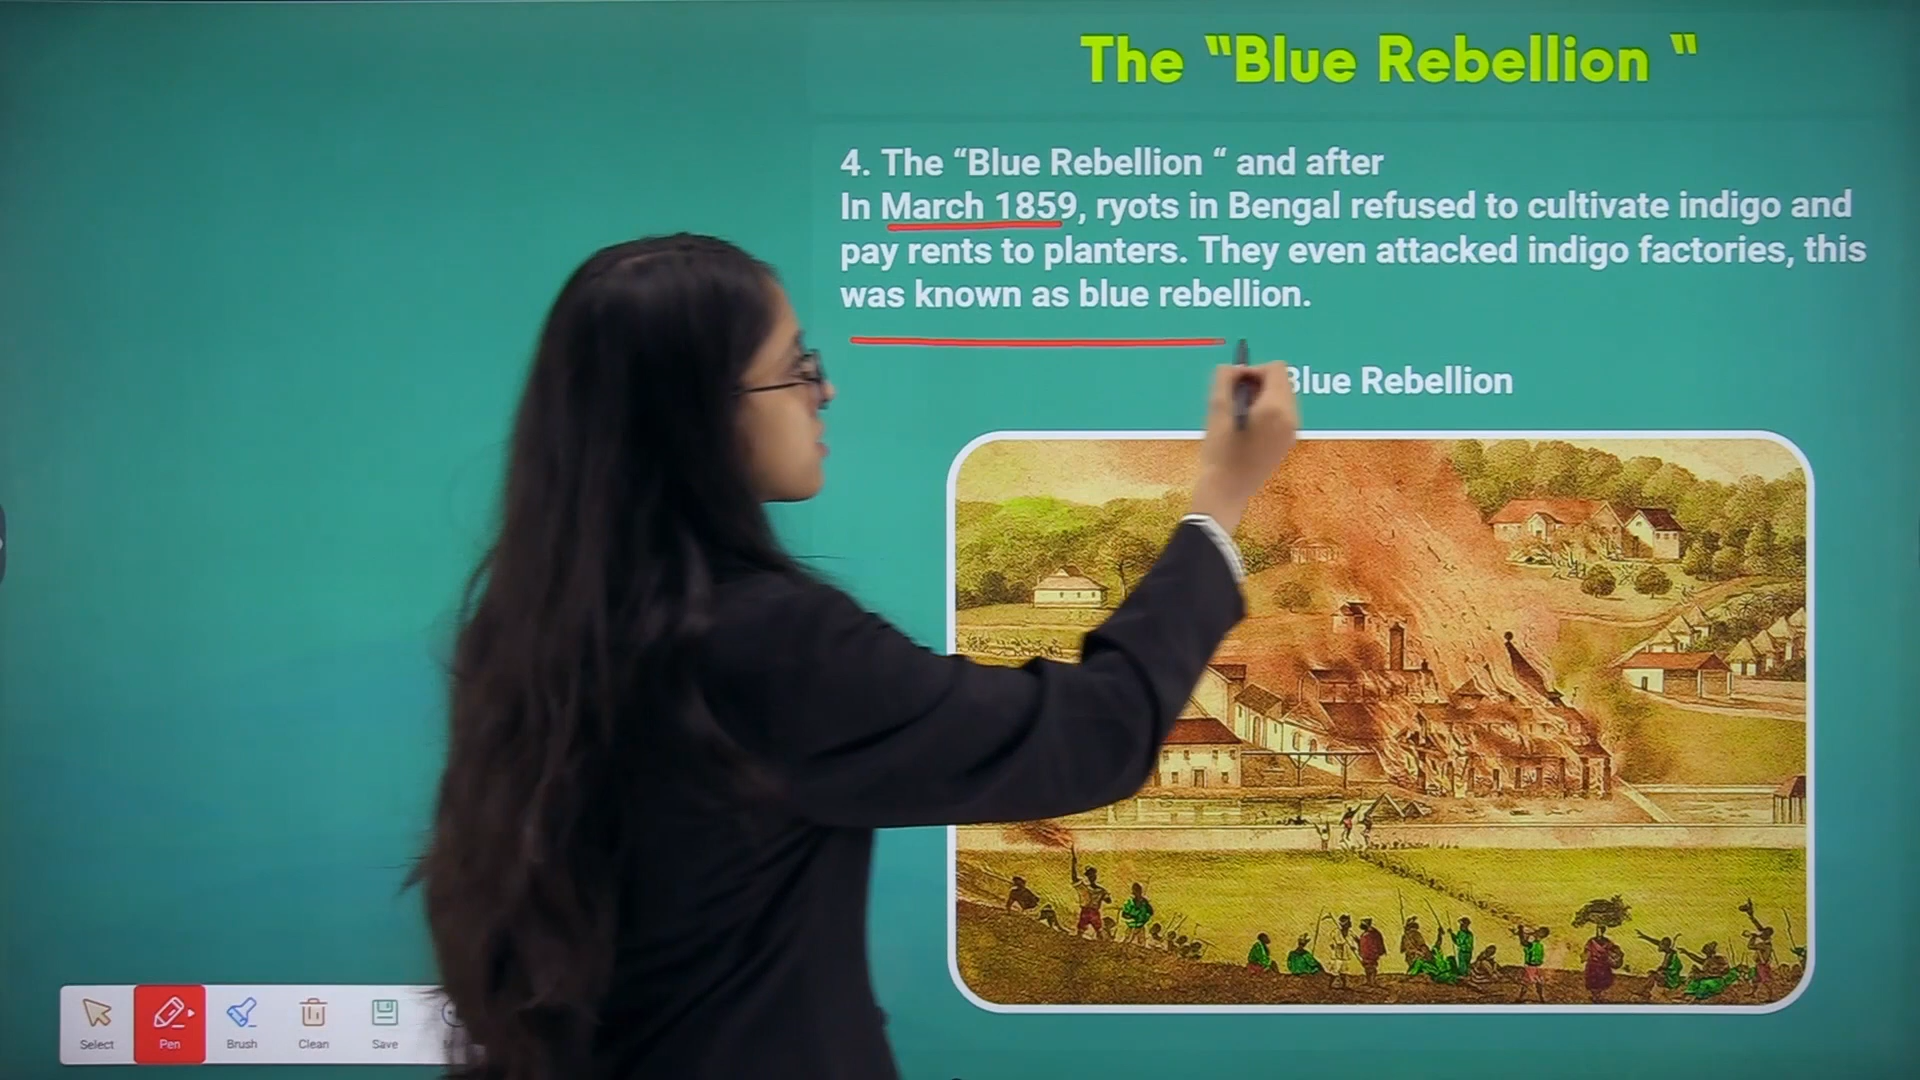 The “Blue Rebellion “
4. The “Blue Rebellion “ and after
In March 1859, ryots in Bengal refused to cultivate indigo and
pay rents to planters. They even attacked indigo factories, this
was known as blue rebellion.
Blue Rebellion
Select
Pen
Brush
Clean
Save